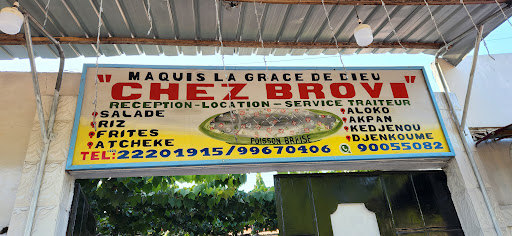 MAQUIS LA GRACE DE DIEU
"CHEZ BROVI"
RECEPTION-LOCATION-SERVICE TRAITEUR
SALADE
RIZ
FRITES
ATCHEKE
POISSON BRAISE
ALOKO
AKPAN
KEDJENOU
DJENKOUME
TEL: 22201915/99670406 90055082